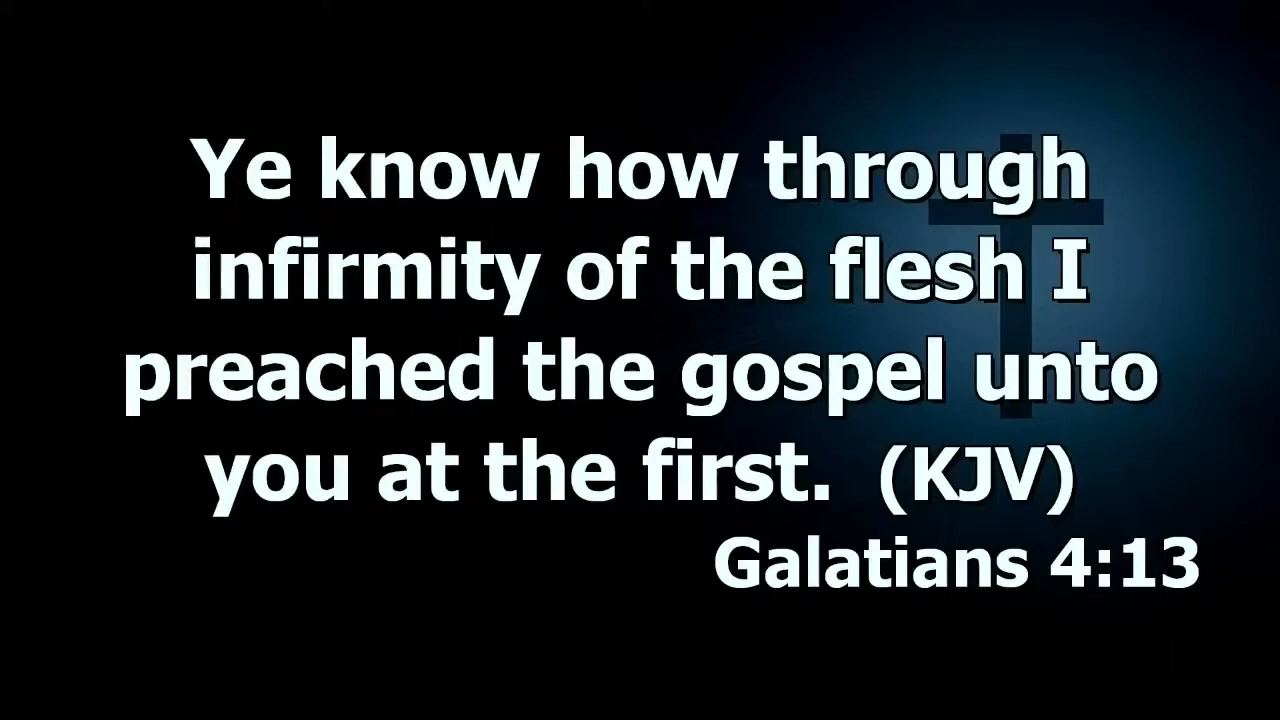 Ye know how through
infirmity of the flesh I
preached the gospel unto
you at the first.  (KJV)
Galatians 4:13